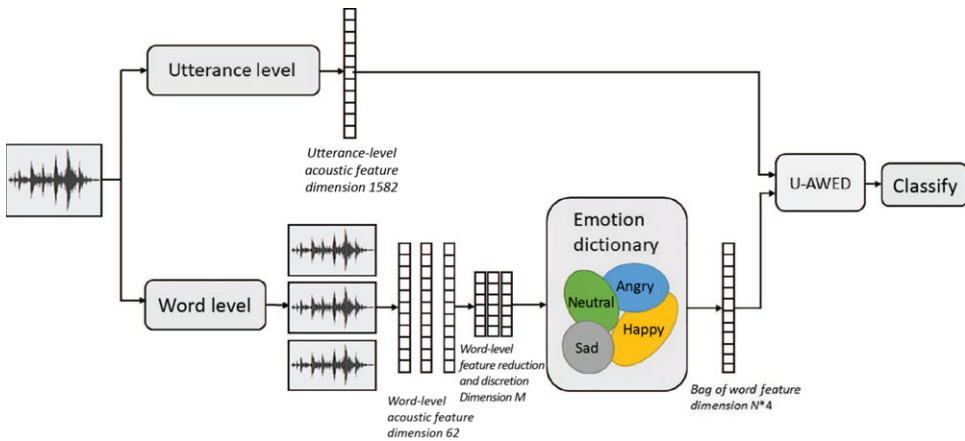 Utterance level
Utterance-level
acoustic feature
dimension 1582
U-AWED
Classify
Word level
Word-level
acoustic feature
dimension 62
Word-level
feature reduction
and discretion
Dimension M
Emotion
dictionary
Angry
Neutral
Happy
Sad
Bag of word feature
dimension N*4